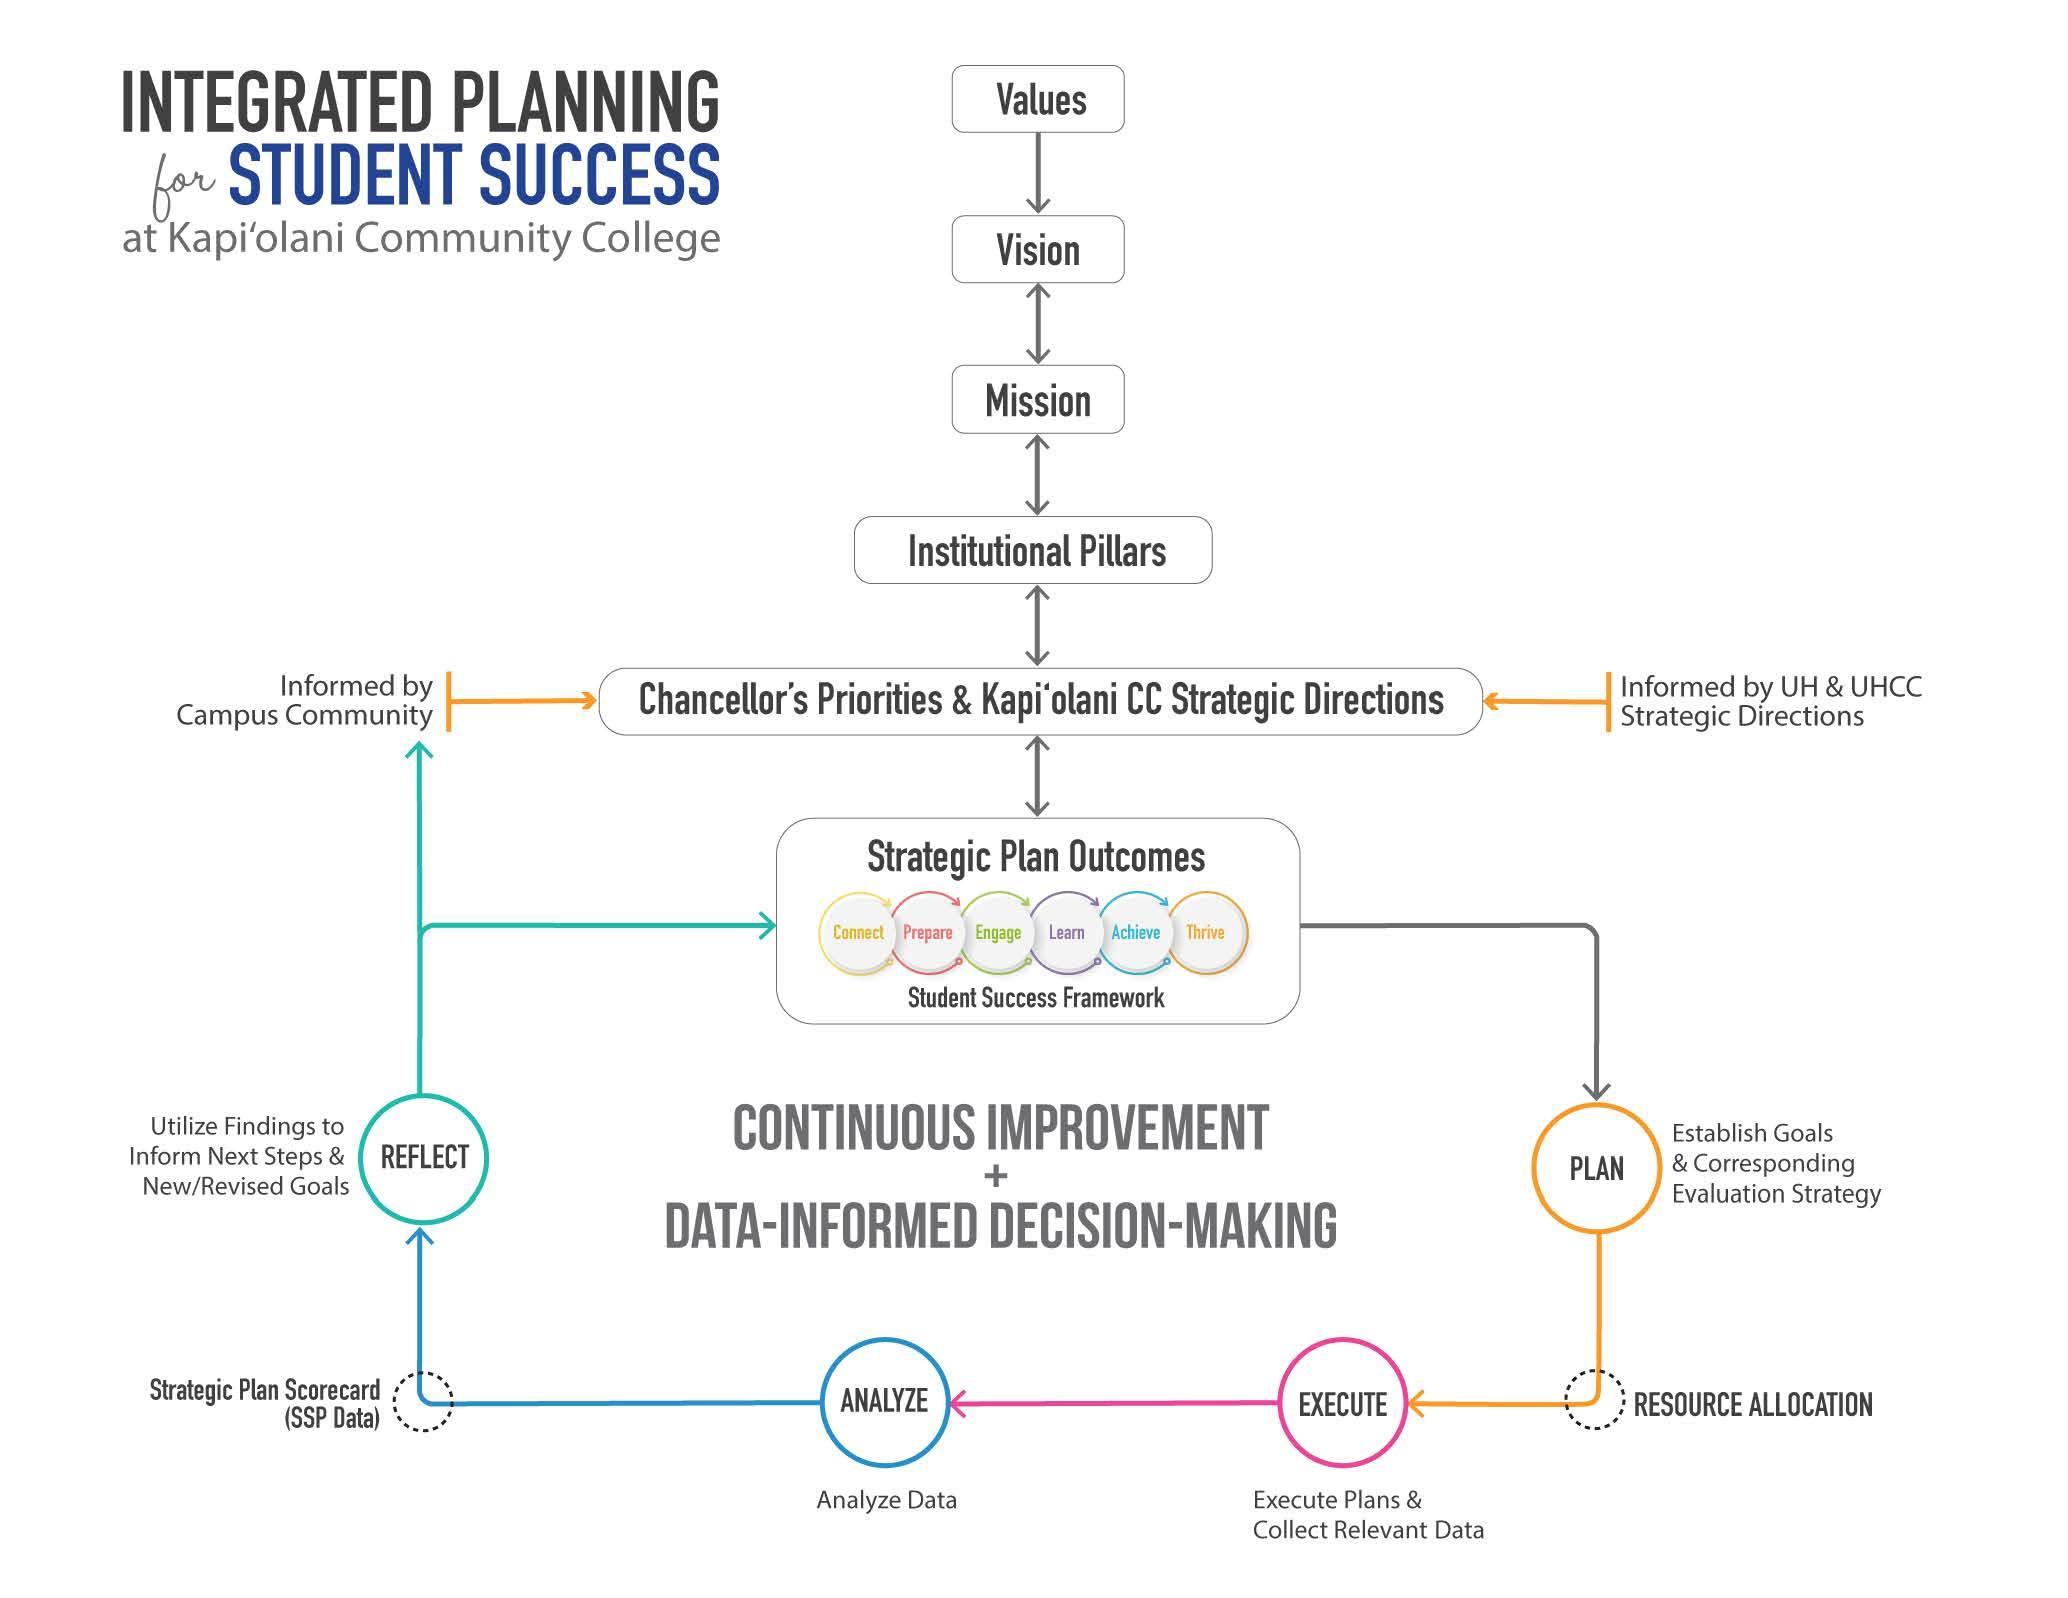 INTEGRATED PLANNING
for STUDENT SUCCESS
at Kapi‘olani Community College
Values
Vision
Mission
Institutional Pillars
Informed by
Campus Community
Chancellor’s Priorities & Kapi‘olani CC Strategic Directions
Informed by UH & UHCC
Strategic Directions
Strategic Plan Outcomes
Connect Prepare Engage Learn Achieve Thrive
Student Success Framework
CONTINUOUS IMPROVEMENT
+
DATA-INFORMED DECISION-MAKING
Utilize Findings to
Inform Next Steps &
New/Revised Goals
REFLECT
PLAN
Establish Goals
& Corresponding
Evaluation Strategy
Strategic Plan Scorecard
(SSP Data)
ANALYZE
Analyze Data
EXECUTE
Execute Plans &
Collect Relevant Data
RESOURCE ALLOCATION